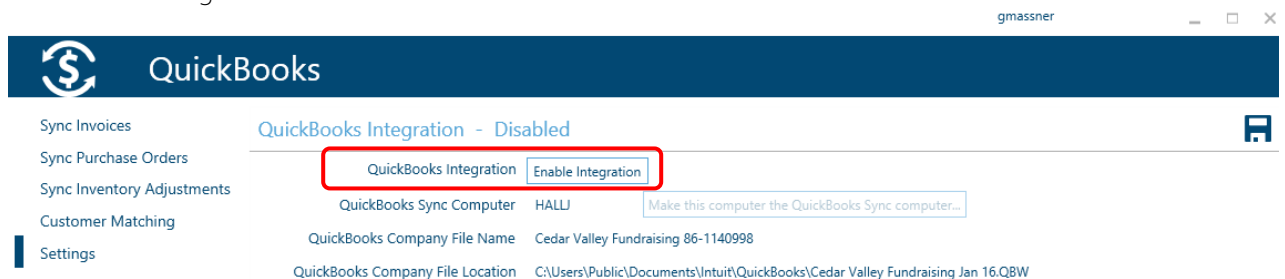 gmassner
$ QuickBooks
Sync Invoices
Sync Purchase Orders
Sync Inventory Adjustments
Customer Matching
Settings
QuickBooks Integration - Disabled
QuickBooks Integration Enable Integration
QuickBooks Sync Computer HALLJ Make this computer the QuickBooks Sync computer...
QuickBooks Company File Name Cedar Valley Fundraising 86-1140998
QuickBooks Company File Location C:\Users\Public\Documents\Intuit\QuickBooks\Cedar Valley Fundraising Jan 16.QBW